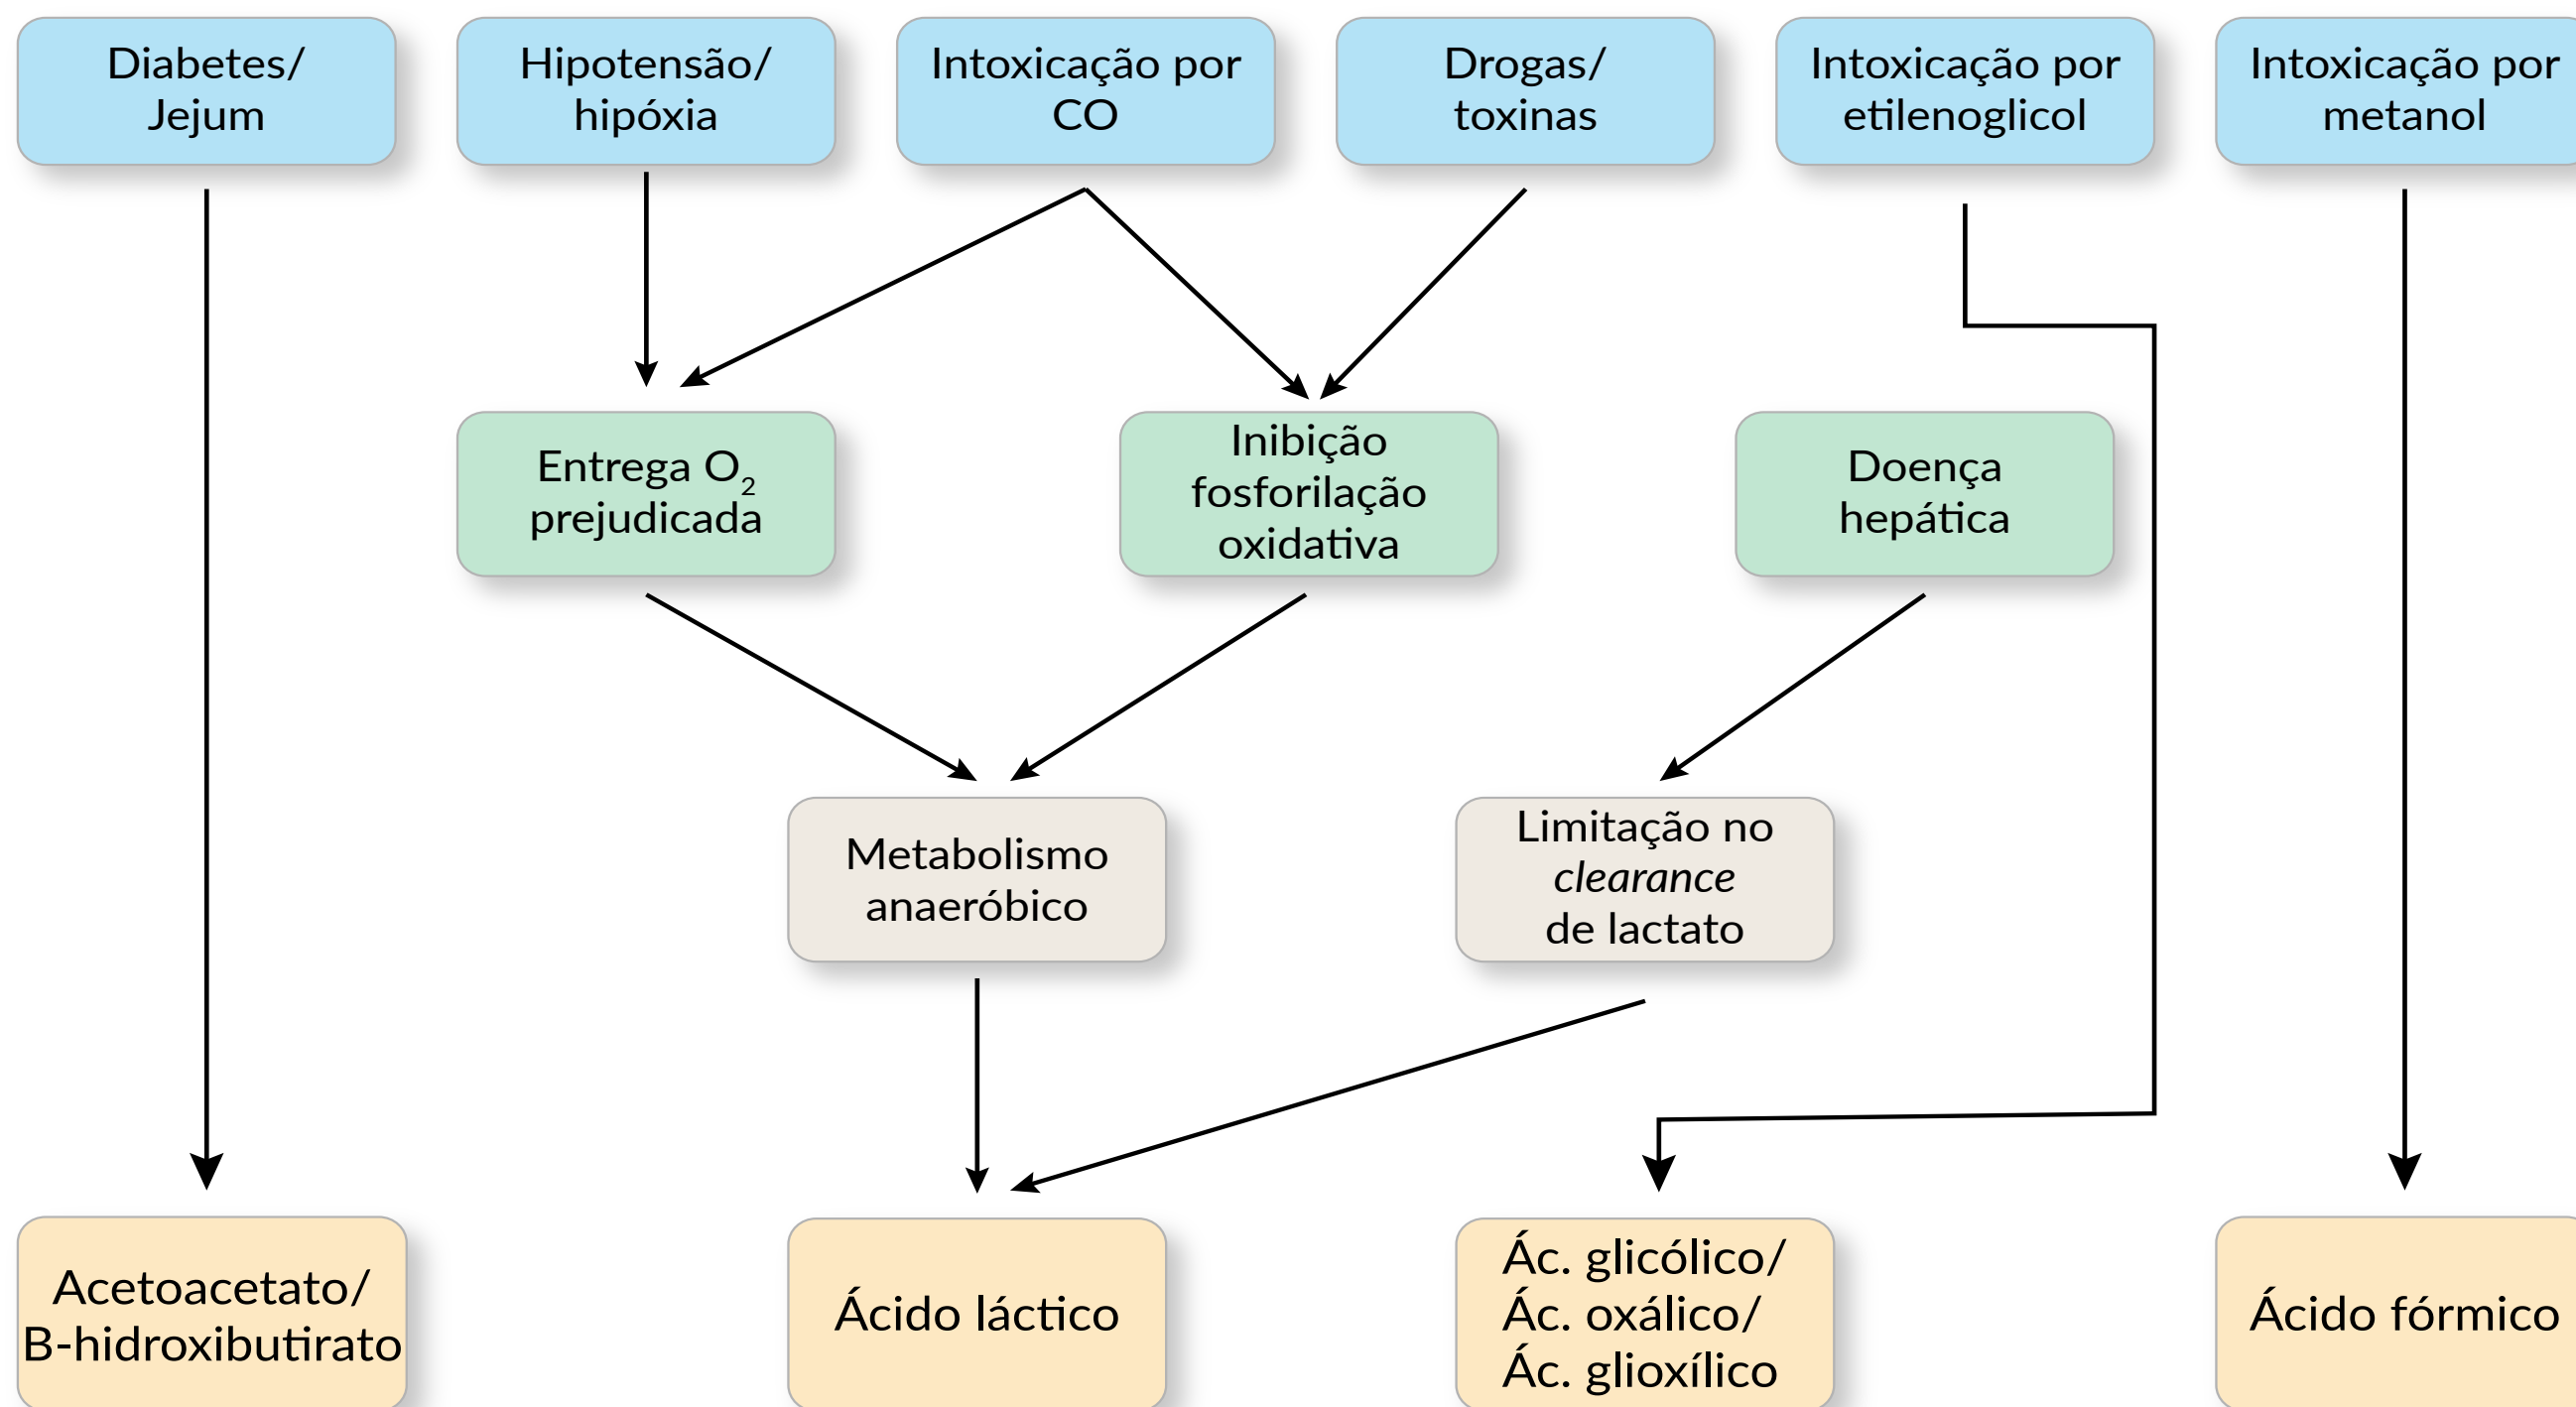 Diabetes/
Jejum
Hipotensão/
hipóxia
Intoxicação por
CO
Drogas/
toxinas
Intoxicação por
etilenoglicol
Intoxicação por
metanol
Entrega O₂
prejudicada
Inibição
fosforilação
oxidativa
Doença
hepática
Metabolismo
anaeróbico
Limitação no
clearance
de lactato
Acetoacetato/
B-hidroxibutirato
Ácido láctico
Ác. glicólico/
Ác. oxálico/
Ác. glioxílico
Ácido fórmico